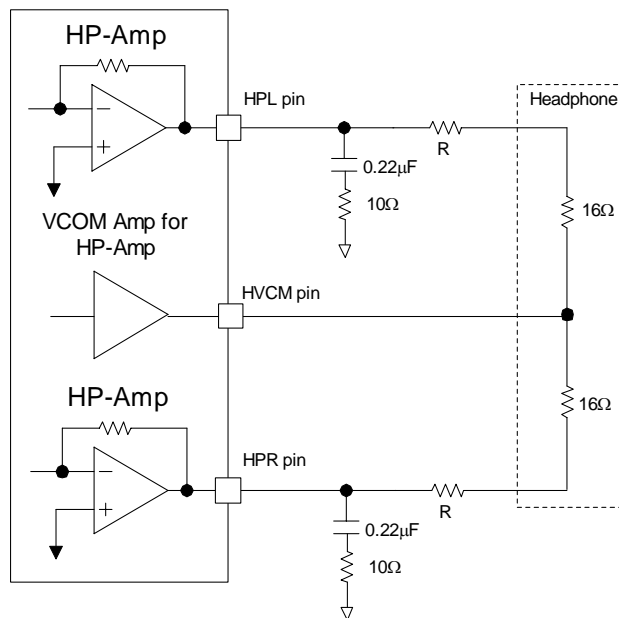 HP-Amp
−
+
HPL pin
Headphone
R
0.22μF
10Ω
16Ω
VCOM Amp for
HP-Amp
HVCM pin
HP-Amp
−
+
HPR pin
16Ω
R
0.22μF
10Ω